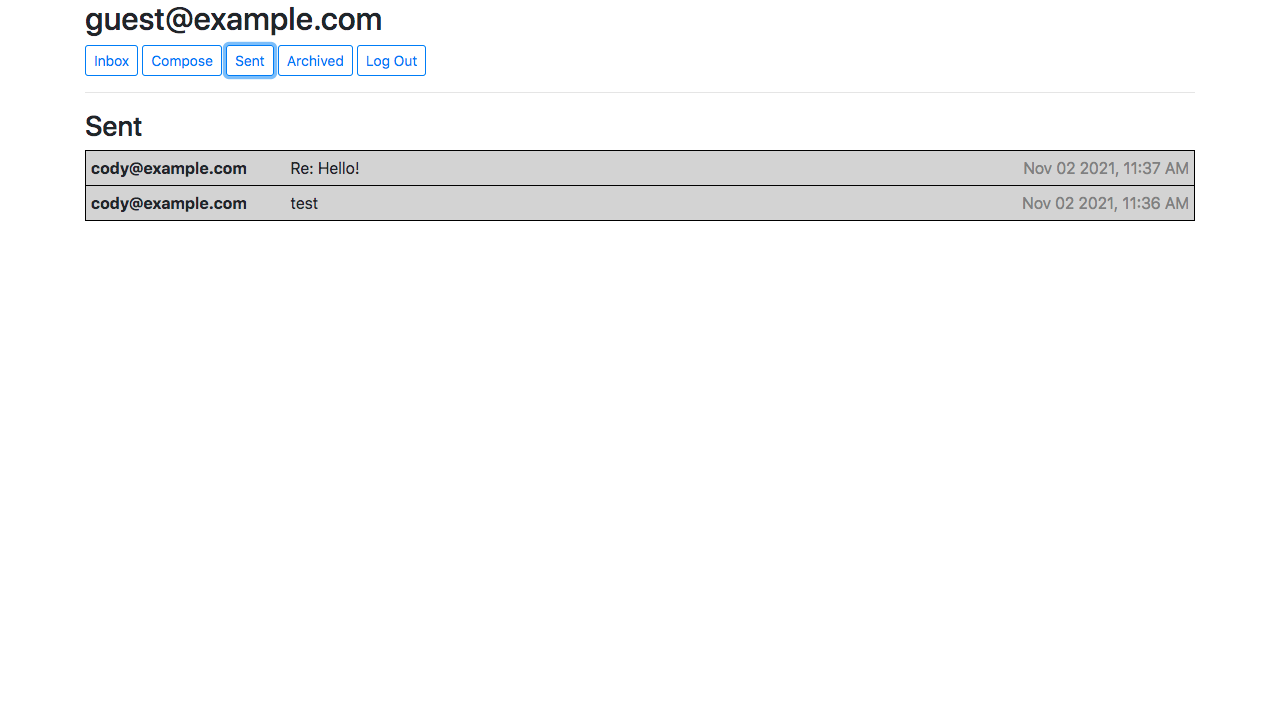 guest@example.com
Inbox Compose Sent Archived Log Out
Sent
cody@example.com Re: Hello! Nov 02 2021, 11:37 AM
cody@example.com test Nov 02 2021, 11:36 AM